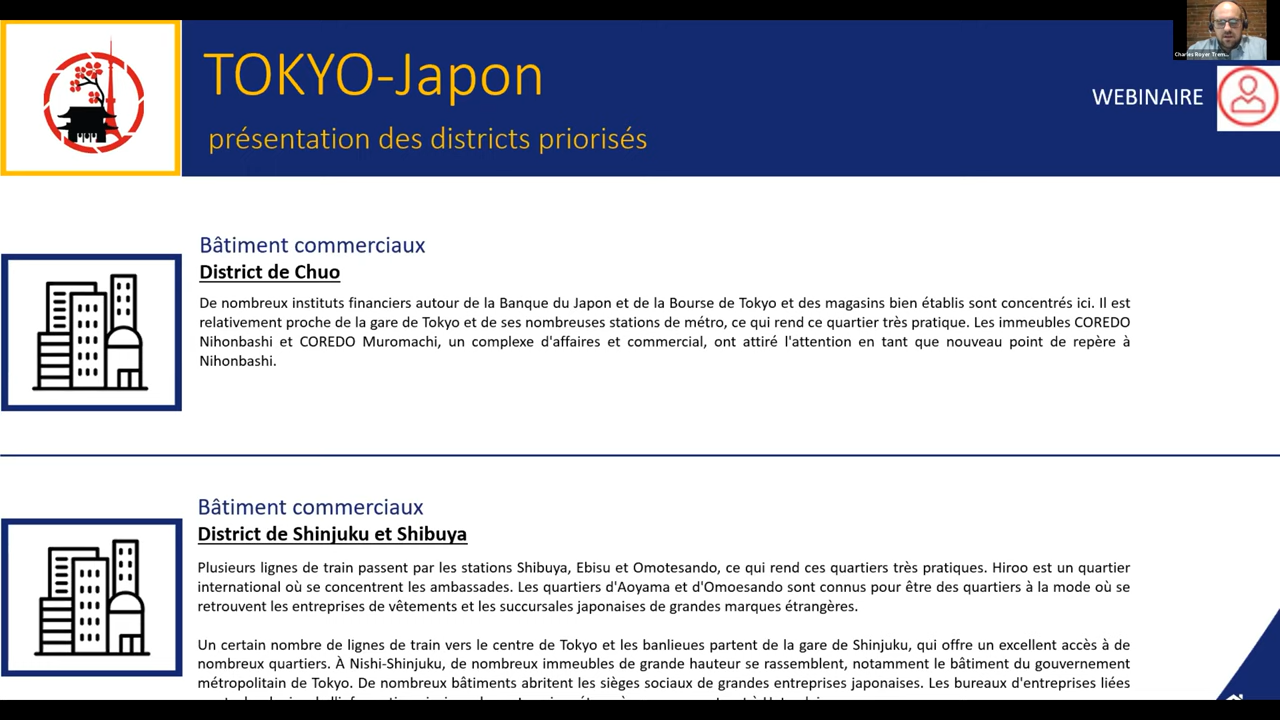 TOKYO-Japon
présentation des districts priorisés
WEBINAIRE
Charles Royer Trem...
Bâtiment commerciaux
District de Chuo
De nombreux instituts financiers autour de la Banque du Japon et de la Bourse de Tokyo et des magasins bien établis sont concentrés ici. Il est
relativement proche de la gare de Tokyo et de ses nombreuses stations de métro, ce qui rend ce quartier très pratique. Les immeubles COREDO
Nihonbashi et COREDO Muromachi, un complexe d'affaires et commercial, ont attiré l'attention en tant que nouveau point de repère à
Nihonbashi.
Bâtiment commerciaux
District de Shinjuku et Shibuya
Plusieurs lignes de train passent par les stations Shibuya, Ebisu et Omotesando, ce qui rend ces quartiers très pratiques. Hiroo est un quartier
international où se concentrent les ambassades. Les quartiers d'Aoyama et d'Omoesando sont connus pour être des quartiers à la mode où se
retrouvent les entreprises de vêtements et les succursales japonaises de grandes marques étrangères.
Un certain nombre de lignes de train vers le centre de Tokyo et les banlieues partent de la gare de Shinjuku, qui offre un excellent accès à de
nombreux quartiers. À Nishi-Shinjuku, de nombreux immeubles de grande hauteur se rassemblent, notamment le bâtiment du gouvernement
métropolitain de Tokyo. De nombreux bâtiments abritent les sièges sociaux de grandes entreprises japonaises. Les bureaux d'entreprises liées